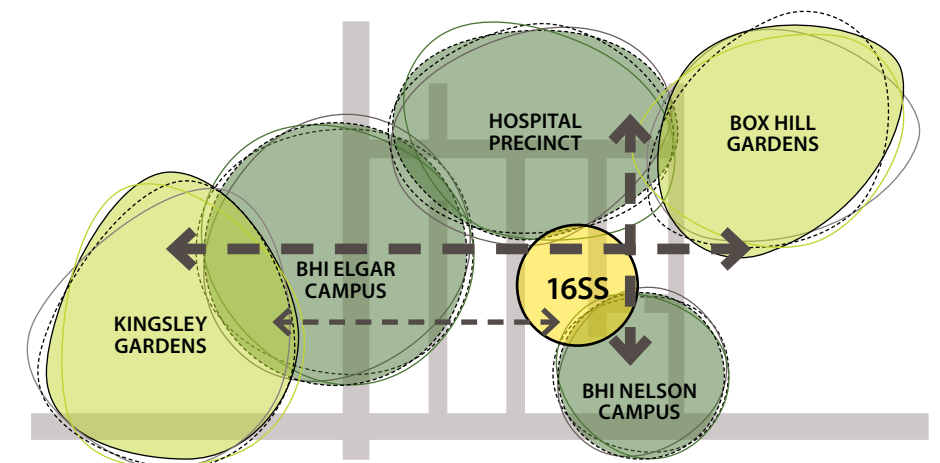 HOSPITAL
PRECINCT
BOX HILL
GARDENS
BHI ELGAR
CAMPUS
16SS
KINGSLEY
GARDENS
BHI NELSON
CAMPUS